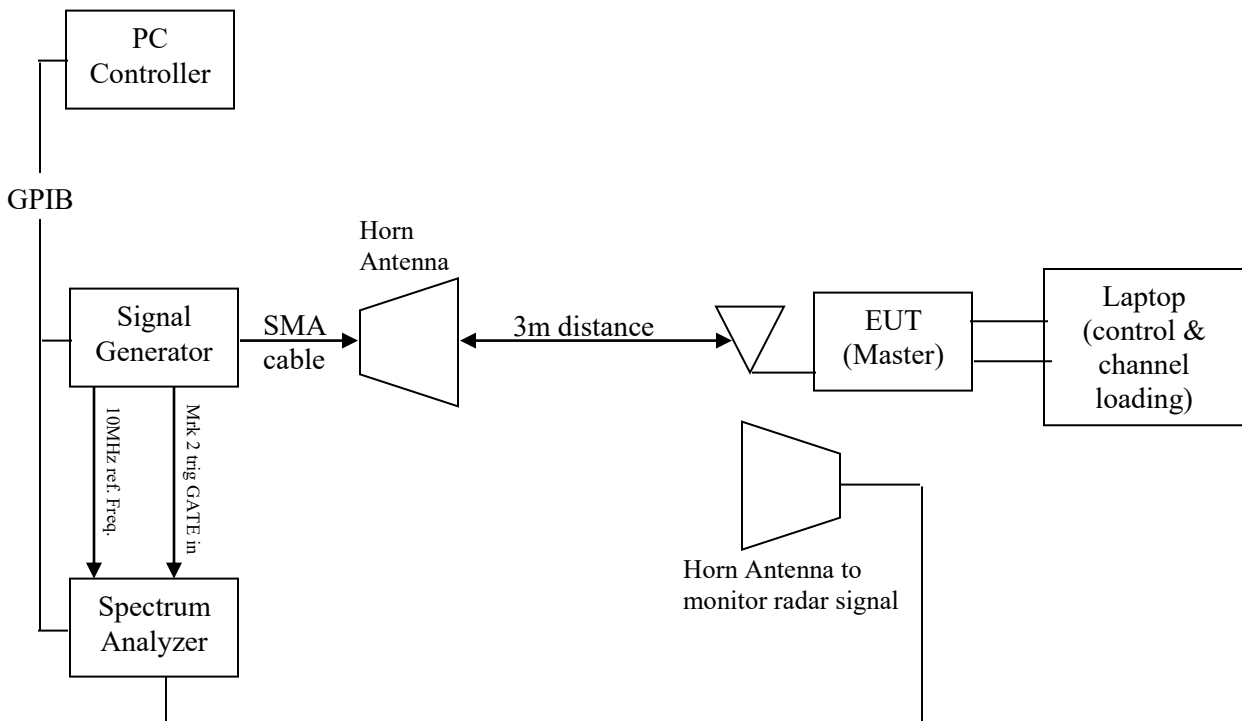 PC
Controller
GPIB
Horn
Antenna
Signal
Generator
SMA
cable
3m distance
EUT
(Master)
Laptop
(control &
channel
loading)
10MHz ref. Freq.
Mrk 2 trig GATE in
Horn Antenna to
monitor radar signal
Spectrum
Analyzer